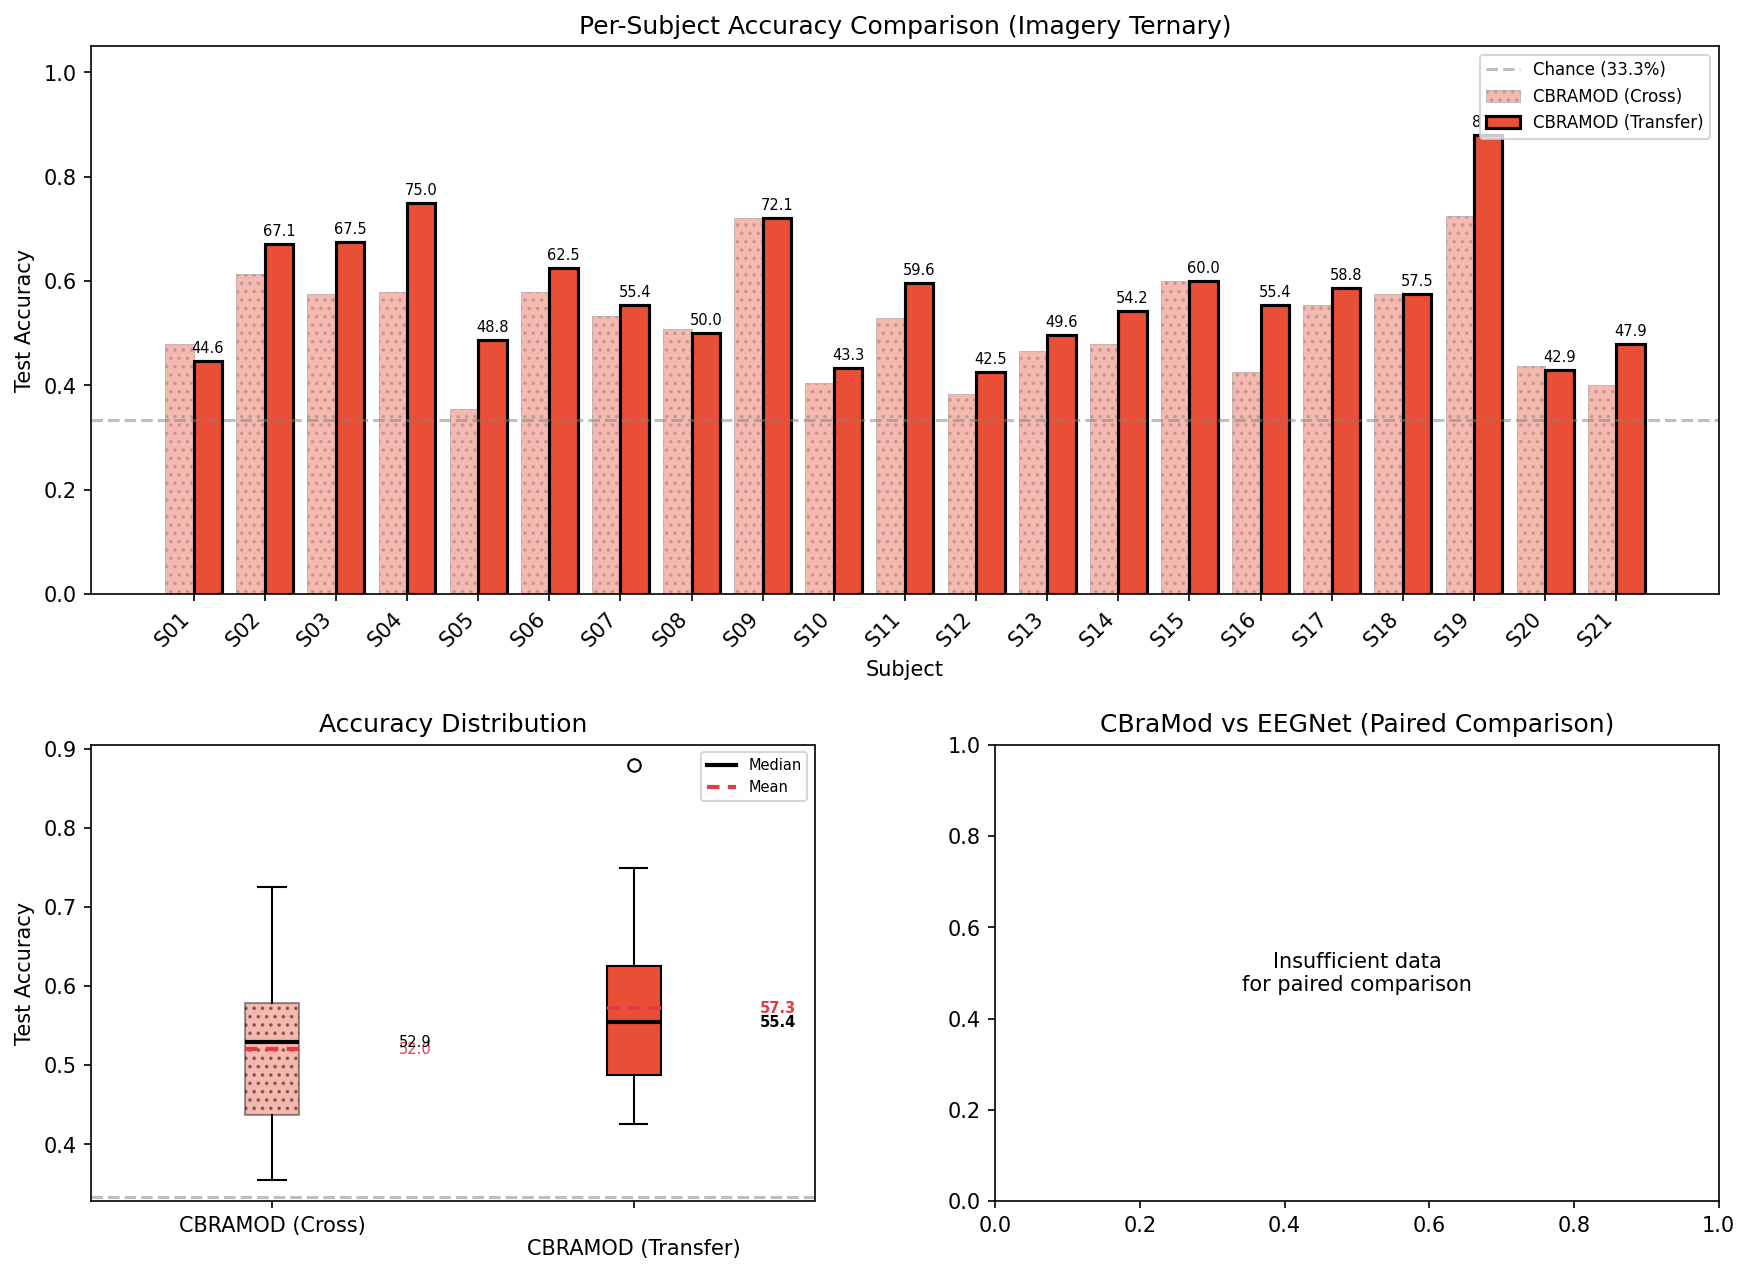 Per-Subject Accuracy Comparison (Imagery Ternary)
Test Accuracy
1.0
0.8
0.6
0.4
0.2
0.0
Chance (33.3%)
CBRAMOD (Cross)
CBRAMOD (Transfer)
44.6
67.1
67.5
75.0
48.8
62.5
55.4
50.0
72.1
43.3
59.6
42.5
49.6
54.2
60.0
55.4
58.8
57.5
8
42.9
47.9
S01
S02
S03
S04
S05
S06
S07
S08
S09
S10
S11
S12
S13
S14
S15
S16
S17
S18
S19
S20
S21
Subject
Accuracy Distribution
Test Accuracy
0.9
0.8
0.7
0.6
0.5
0.4
Median
Mean
52.9
52.0
57.3
55.4
CBRAMOD (Cross)
CBRAMOD (Transfer)
CBraMod vs EEGNet (Paired Comparison)
1.0
0.8
0.6
0.4
0.2
0.0
Insufficient data
for paired comparison
0.0
0.2
0.4
0.6
0.8
1.0